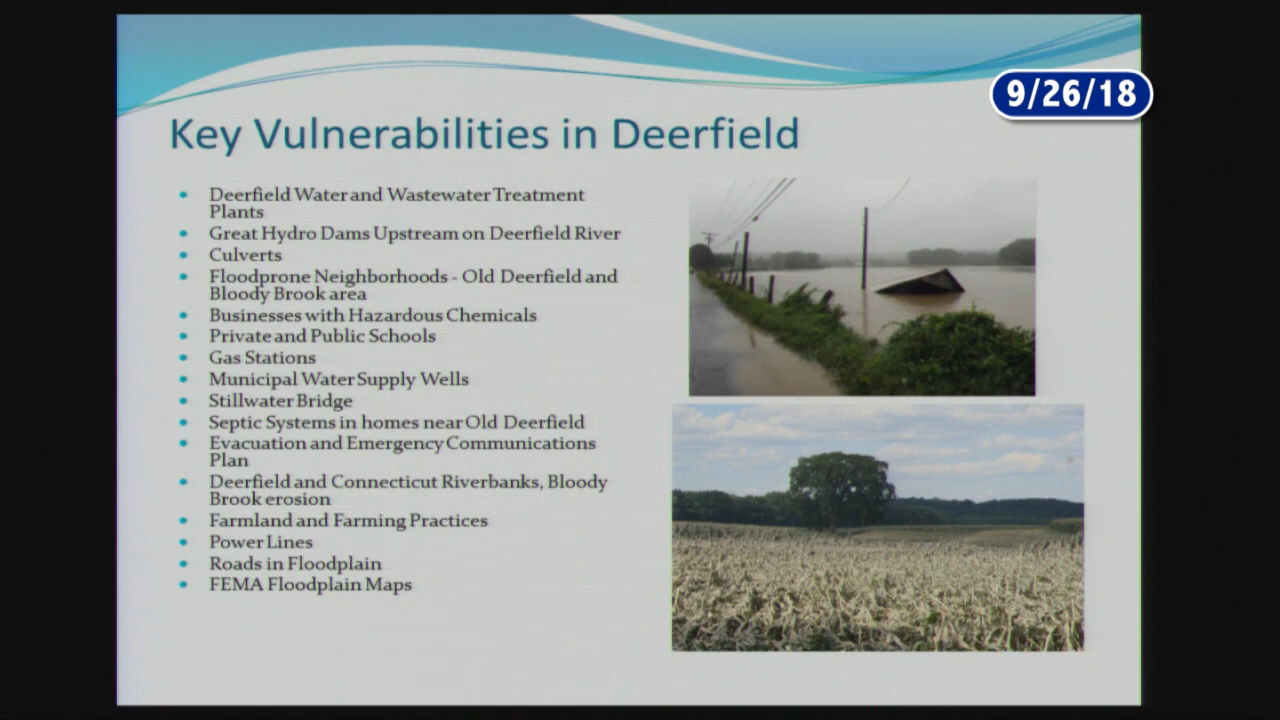 9/26/18
Key Vulnerabilities in Deerfield
Deerfield Water and Wastewater Treatment
Plants
Great Hydro Dams Upstream on Deerfield River
Culverts
Floodprone Neighborhoods - Old Deerfield and
Bloody Brook area
Businesses with Hazardous Chemicals
Private and Public Schools
Gas Stations
Municipal Water Supply Wells
Stillwater Bridge
Septic Systems in homes near Old Deerfield
Evacuation and Emergency Communications
Plan
Deerfield and Connecticut Riverbanks, Bloody
Brook erosion
Farmland and Farming Practices
Power Lines
Roads in Floodplain
FEMA Floodplain Maps